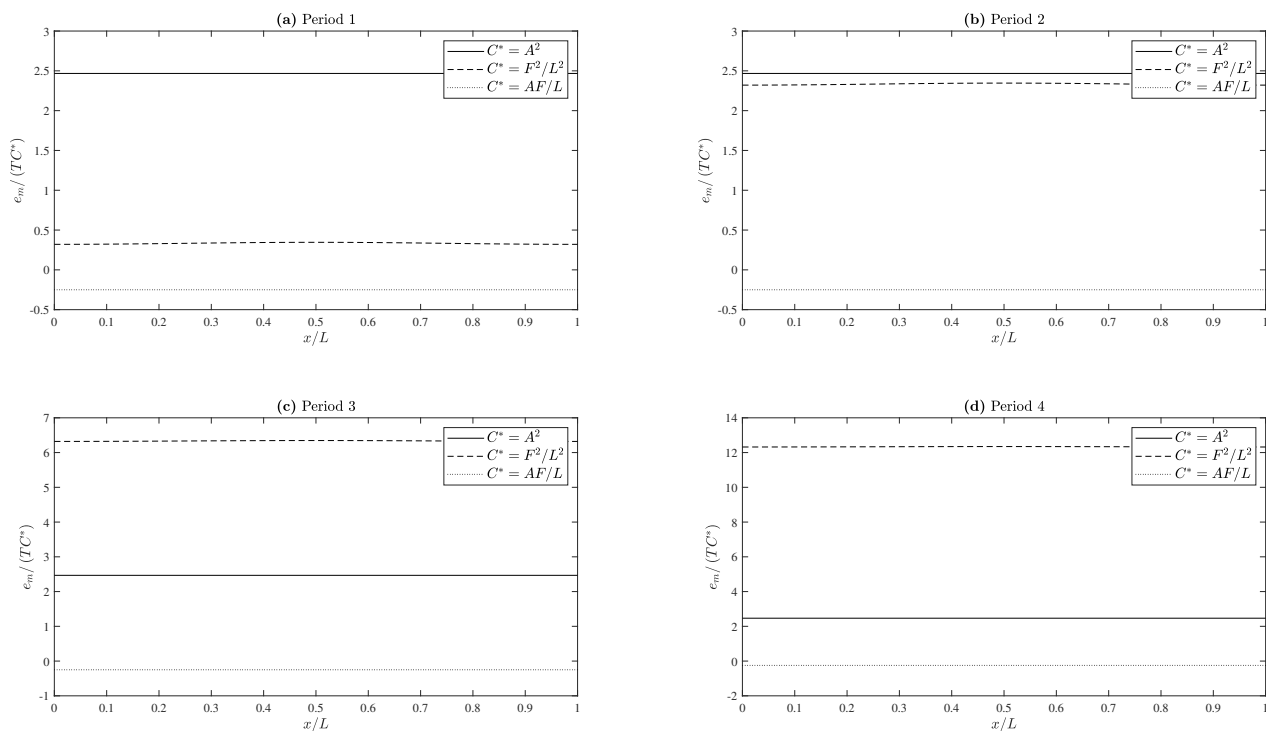 (a) Period 1
3
2.5
2
1.5
1
0.5
0
-0.5
e_m/ (TC*)
0 0.1 0.2 0.3 0.4 0.5 0.6 0.7 0.8 0.9 1
x/L
C* = A²
C* = F²/L²
C* = AF/L
(b) Period 2
3
2.5
2
1.5
1
0.5
0
-0.5
e_m/ (TC*)
0 0.1 0.2 0.3 0.4 0.5 0.6 0.7 0.8 0.9 1
x/L
C* = A²
C* = F²/L²
C* = AF/L
(c) Period 3
7
6
5
4
3
2
1
0
-1
e_m/ (TC*)
0 0.1 0.2 0.3 0.4 0.5 0.6 0.7 0.8 0.9 1
x/L
C* = A²
C* = F²/L²
C* = AF/L
(d) Period 4
14
12
10
8
6
4
2
0
-2
e_m/ (TC*)
0 0.1 0.2 0.3 0.4 0.5 0.6 0.7 0.8 0.9 1
x/L
C* = A²
C* = F²/L²
C* = AF/L